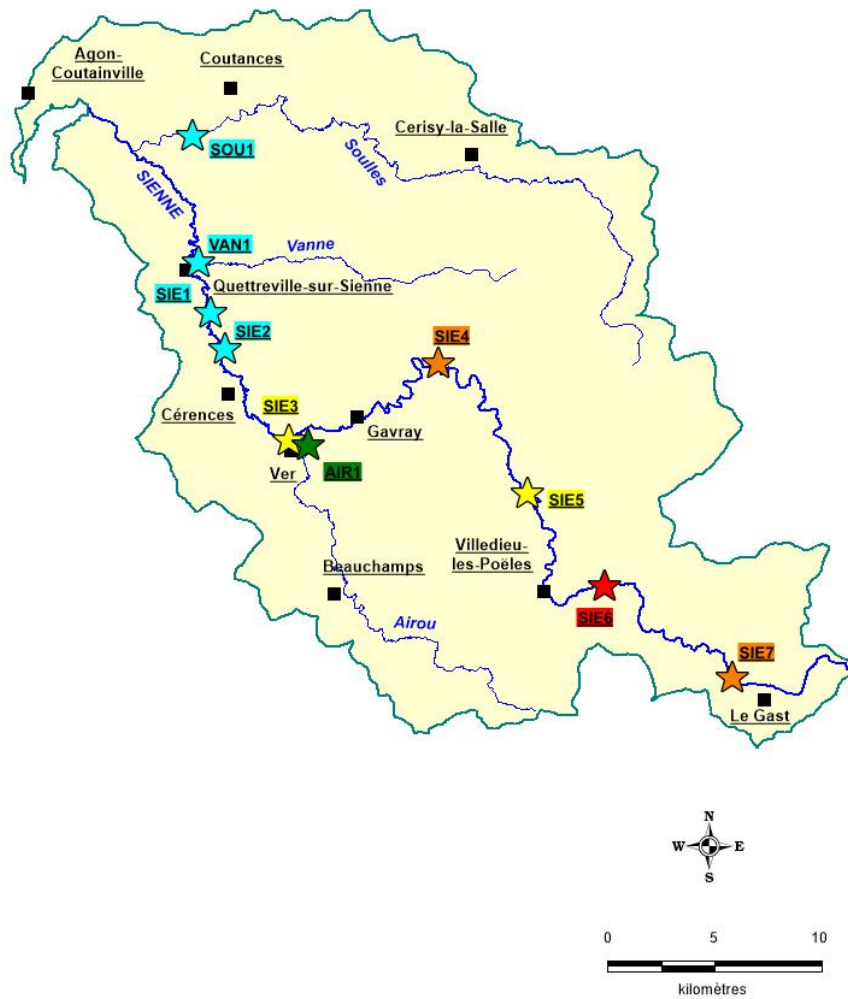 Agon-
Coutainville
Coutances
Cerisy-la-Salle
SOU1
Soulles
SIENNE
VAN1
Vanne
SIE1
Quettreville-sur-Sienne
SIE2
SIE4
Cérences
SIE3
Gavray
Ver
AIR1
SIE5
Villedieu-
les-Poëles
Beauchamps
SIE6
Airou
SIE7
Le Gast
N
W
E
S
0
5
10
kilomètres